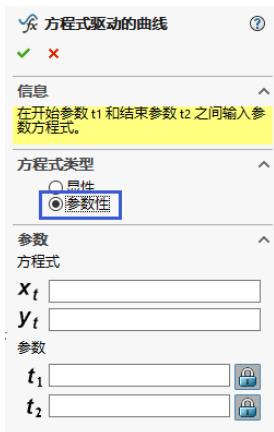 方程式驱动的曲线
信息
在开始参数 t1 和结束参数 t2 之间输入参
数方程式。
方程式类型
显性
参数性
参数
方程式
xt
yt
参数
t1
t2